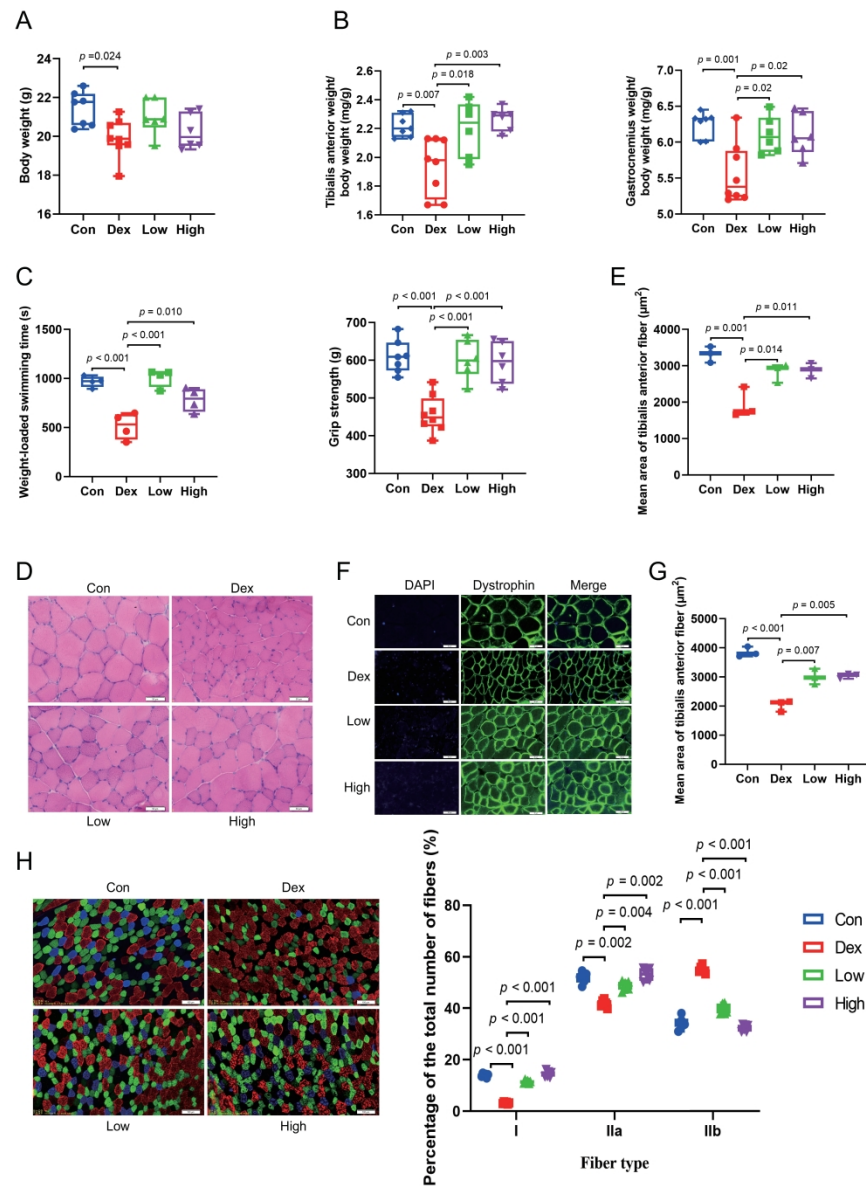 A
Body weight (g)
24
22
20
18
16
p =0.024
Con Dex Low High
B
Tibialis anterior weight/
body weight (mg/g)
2.6
2.4
2.2
2.0
1.8
1.6
p = 0.003
p = 0.018
p = 0.007
Con Dex Low High
Gastrocnemius weight/
body weight (mg/g)
7.0
6.5
6.0
5.5
5.0
p = 0.001
p = 0.02
p = 0.02
Con Dex Low High
C
Weight-loaded swimming time (s)
1500
1000
500
0
p = 0.010
p < 0.001
p < 0.001
Con Dex Low High
Grip strength (g)
700
600
500
400
300
p < 0.001
p < 0.001
p < 0.001
Con Dex Low High
E
Mean area of tibialis anterior fiber (μm²)
4000
3000
2000
1000
0
p = 0.011
p = 0.001
p = 0.014
Con Dex Low High
D
Con Dex
Low High
F
DAPI Dystrophin Merge
Con
Dex
Low
High
G
Mean area of tibialis anterior fiber (μm²)
5000
4000
3000
2000
1000
0
p = 0.005
p < 0.001
p = 0.007
Con Dex Low High
H
Con Dex
Low High
Percentage of the total number of fibers (%)
80
60
40
20
0
p < 0.001
p < 0.001
p < 0.001
p = 0.002
p = 0.004
p = 0.002
p < 0.001
p < 0.001
p < 0.001
I IIa IIb
Fiber type
Con
Dex
Low
High